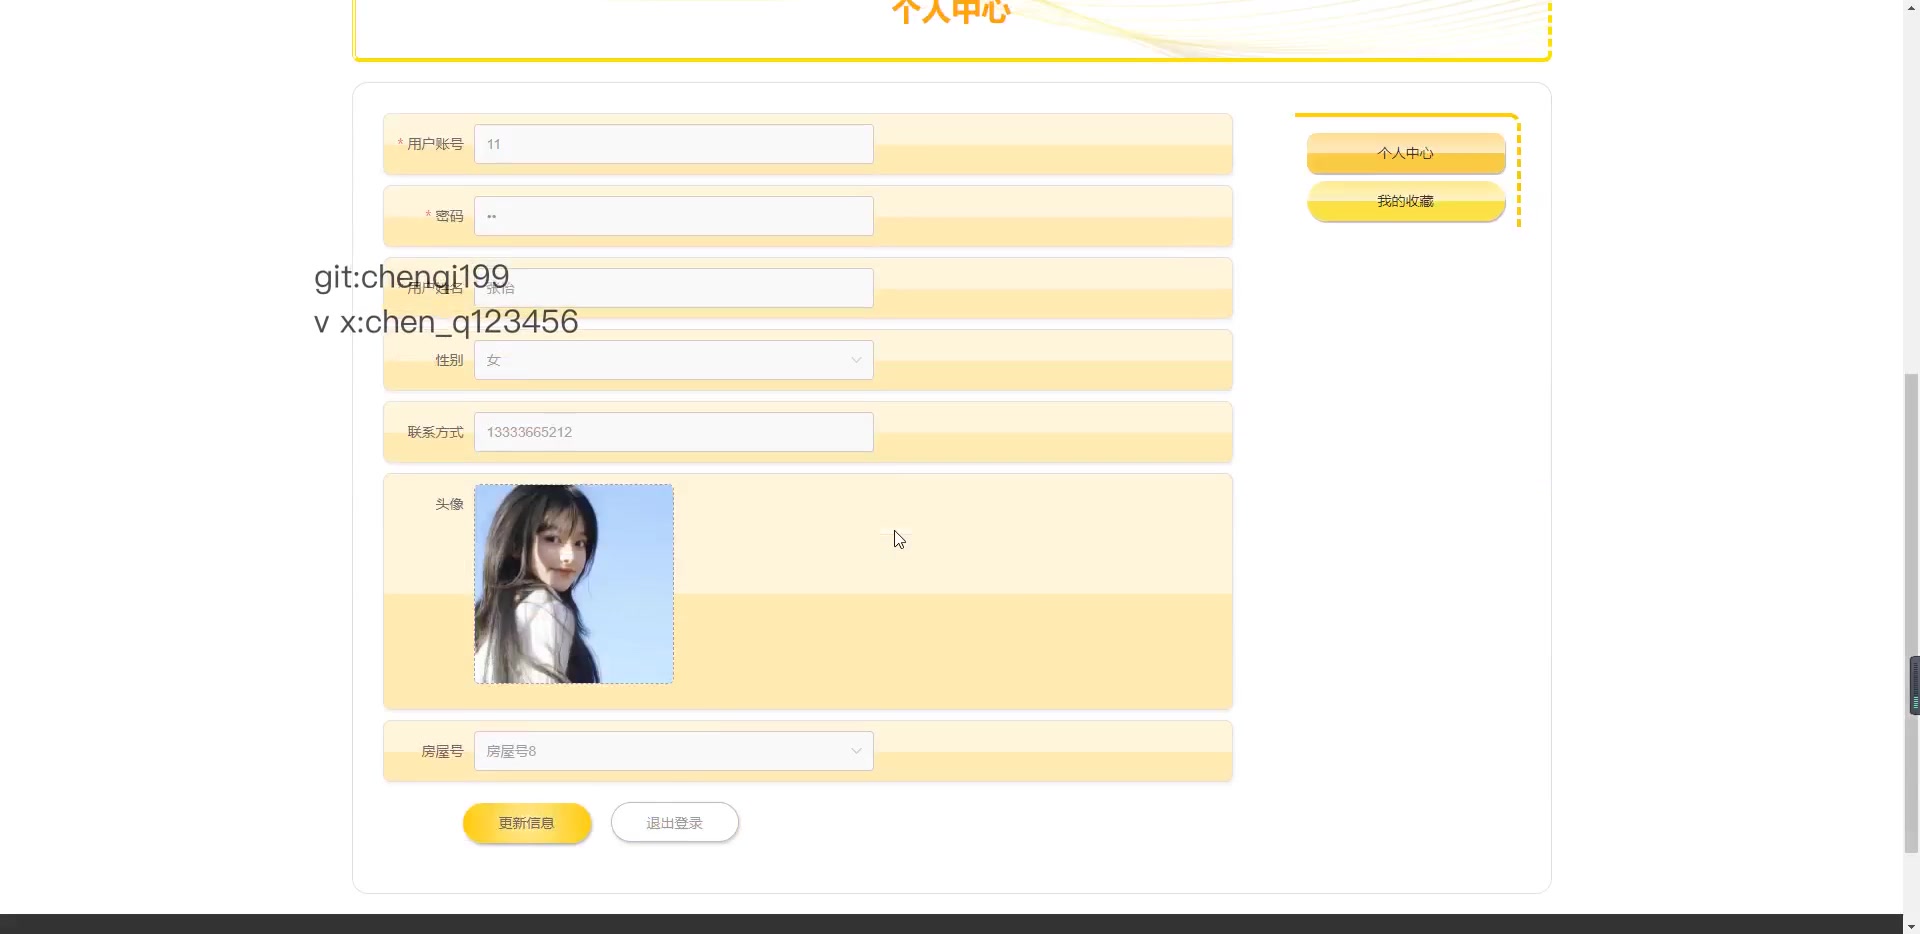 个人中心
* 用户账号 11
个人中心
* 密码 ••
我的收藏
git:chenqi199
用户姓名 张怡
v x:chen_q123456
性别 女
联系方式 13333665212
头像
房屋号 房屋号8
更新信息 退出登录